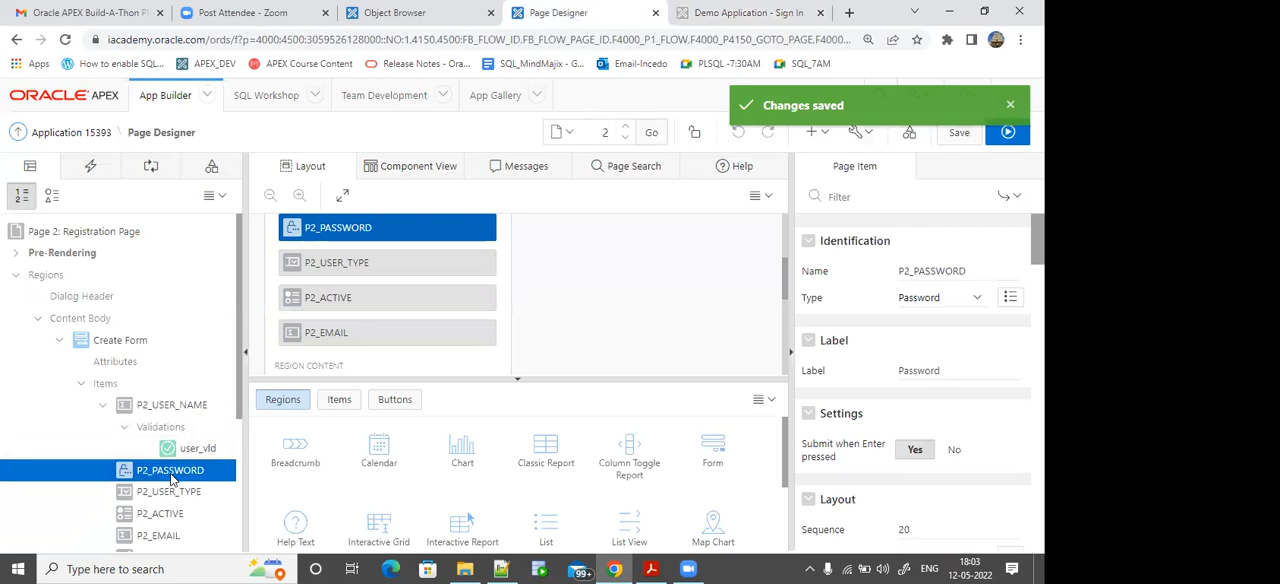 Oracle APEX Build-A-Thon P
Post Attendee - Zoom
Object Browser
Page Designer
Demo Application - Sign In
iacademy.oracle.com/ords/f?p=4000:4500:3059526128000::NO:1,4150,4500:FB_FLOW_ID,FB_FLOW_PAGE_ID,F4000_P1_FLOW,F4000_P4150_GOTO_PAGE,F4000...
Apps
How to enable SQL...
APEX_DEV
APEX Course Content
Release Notes - Ora...
SQL_MindMajix - G...
Email-Incedo
PLSQL -7:30AM
SQL_7AM
ORACLE APEX
App Builder
SQL Workshop
Team Development
App Gallery
Changes saved
Application 15393
Page Designer
2
Go
Save
Layout
Component View
Messages
Page Search
Help
Page Item
Filter
Page 2: Registration Page
Pre-Rendering
Regions
Dialog Header
Content Body
Create Form
Attributes
Items
P2_USER_NAME
Validations
user_vld
P2_PASSWORD
P2_USER_TYPE
P2_ACTIVE
P2_EMAIL
P2_PASSWORD
P2_USER_TYPE
P2_ACTIVE
P2_EMAIL
REGION CONTENT
Regions
Items
Buttons
Breadcrumb
Calendar
Chart
Classic Report
Column Toggle
Report
Form
Help Text
Interactive Grid
Interactive Report
List
List View
Map Chart
Identification
Name
P2_PASSWORD
Type
Password
Label
Label
Password
Settings
Submit when Enter
pressed
Yes
No
Layout
Sequence
20
Type here to search
99+
ENG
18:03
12-05-2022